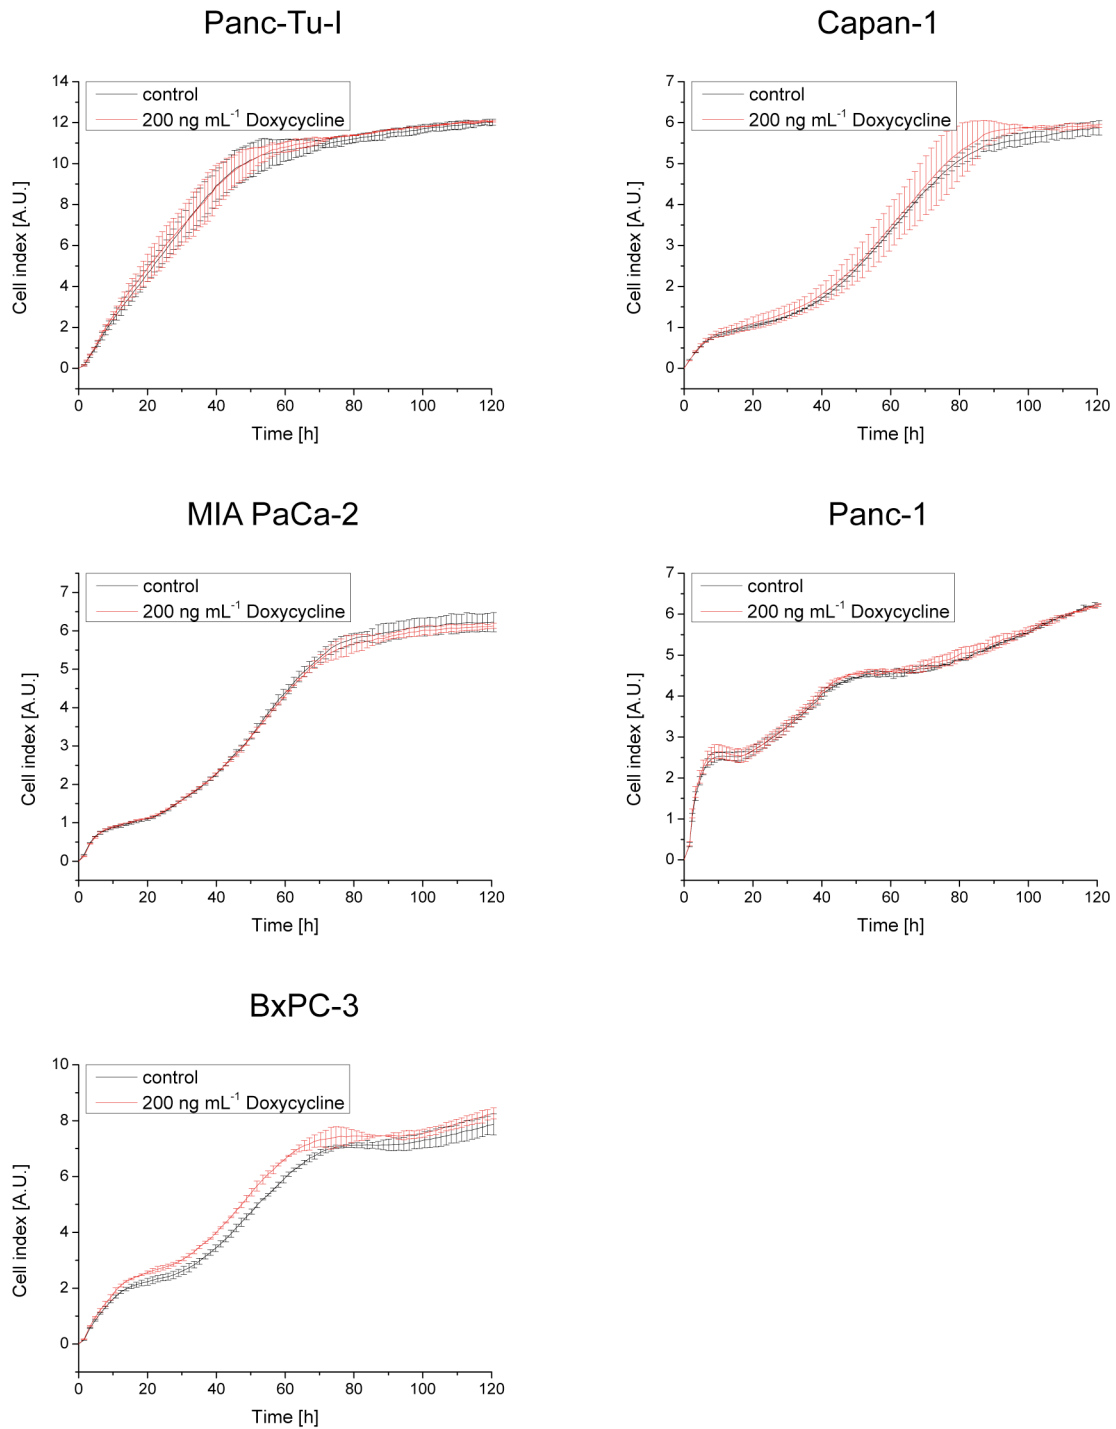 Panc-Tu-I
control
200 ng mL⁻¹ Doxycycline
14
12
10
8
6
4
2
0
Cell index [A.U.]
0 20 40 60 80 100 120
Time [h]
Capan-1
control
200 ng mL⁻¹ Doxycycline
7
6
5
4
3
2
1
0
Cell index [A.U.]
0 20 40 60 80 100 120
Time [h]
MIA PaCa-2
control
200 ng mL⁻¹ Doxycycline
7
6
5
4
3
2
1
0
Cell index [A.U.]
0 20 40 60 80 100 120
Time [h]
Panc-1
control
200 ng mL⁻¹ Doxycycline
7
6
5
4
3
2
1
0
Cell index [A.U.]
0 20 40 60 80 100 120
Time [h]
BxPC-3
control
200 ng mL⁻¹ Doxycycline
10
8
6
4
2
0
Cell index [A.U.]
0 20 40 60 80 100 120
Time [h]